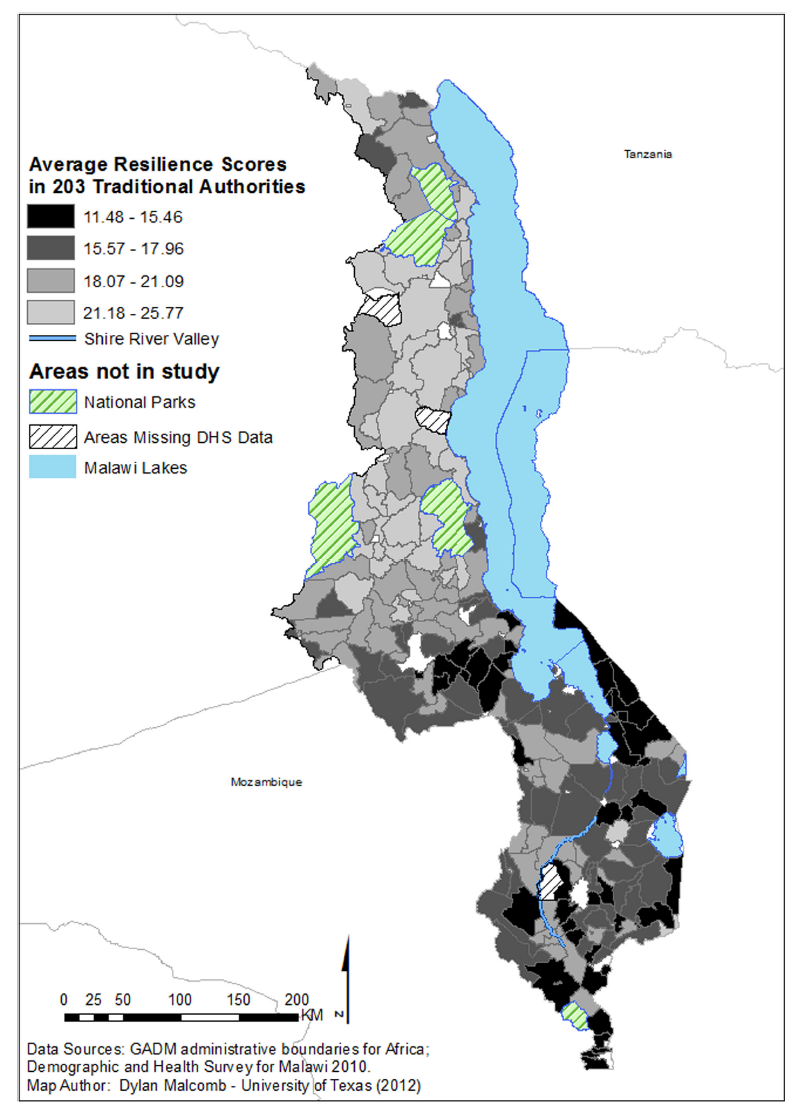 Tanzania
Average Resilience Scores
in 203 Traditional Authorities
11.48 - 15.46
15.57 - 17.96
18.07 - 21.09
21.18 - 25.77
Shire River Valley
Areas not in study
National Parks
Areas Missing DHS Data
Malawi Lakes
Mozambique
0 25 50 100 150 200
KM
N
Data Sources: GADM administrative boundaries for Africa;
Demographic and Health Survey for Malawi 2010.
Map Author: Dylan Malcomb - University of Texas (2012)